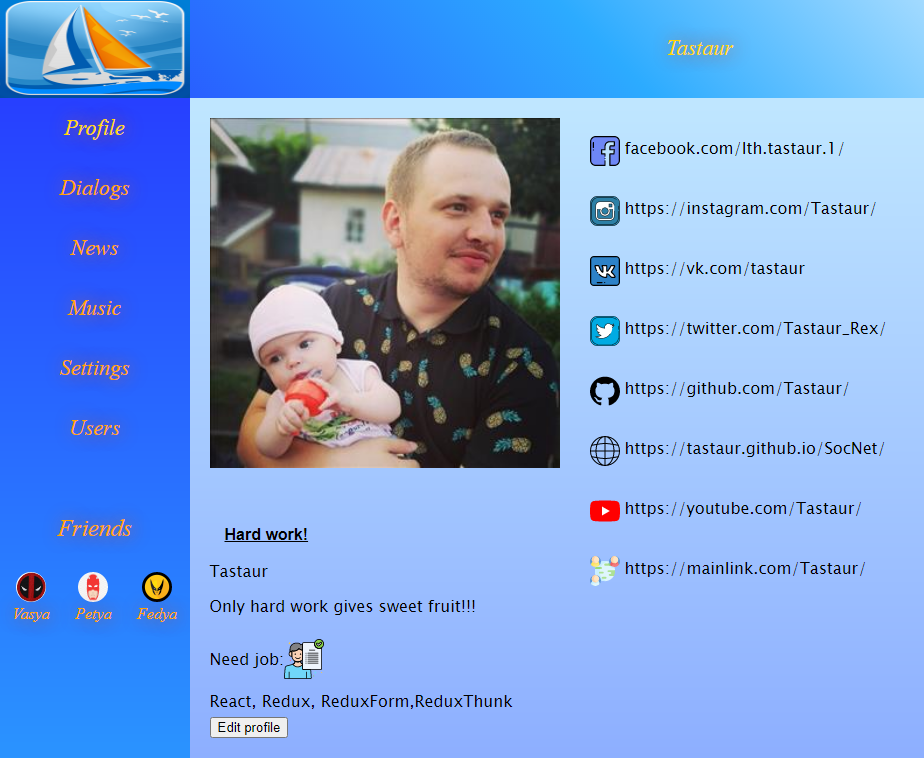 Tastaur
Profile
Dialogs
News
Music
Settings
Users
Friends
Vasya
Petya
Fedya
facebook.com/lth.tastaur.1/
https://instagram.com/Tastaur/
https://vk.com/tastaur
https://twitter.com/Tastaur_Rex/
https://github.com/Tastaur/
https://tastaur.github.io/SocNet/
https://youtube.com/Tastaur/
https://mainlink.com/Tastaur/
Hard work!
Tastaur
Only hard work gives sweet fruit!!!
Need job:
React, Redux, ReduxForm,ReduxThunk
Edit profile